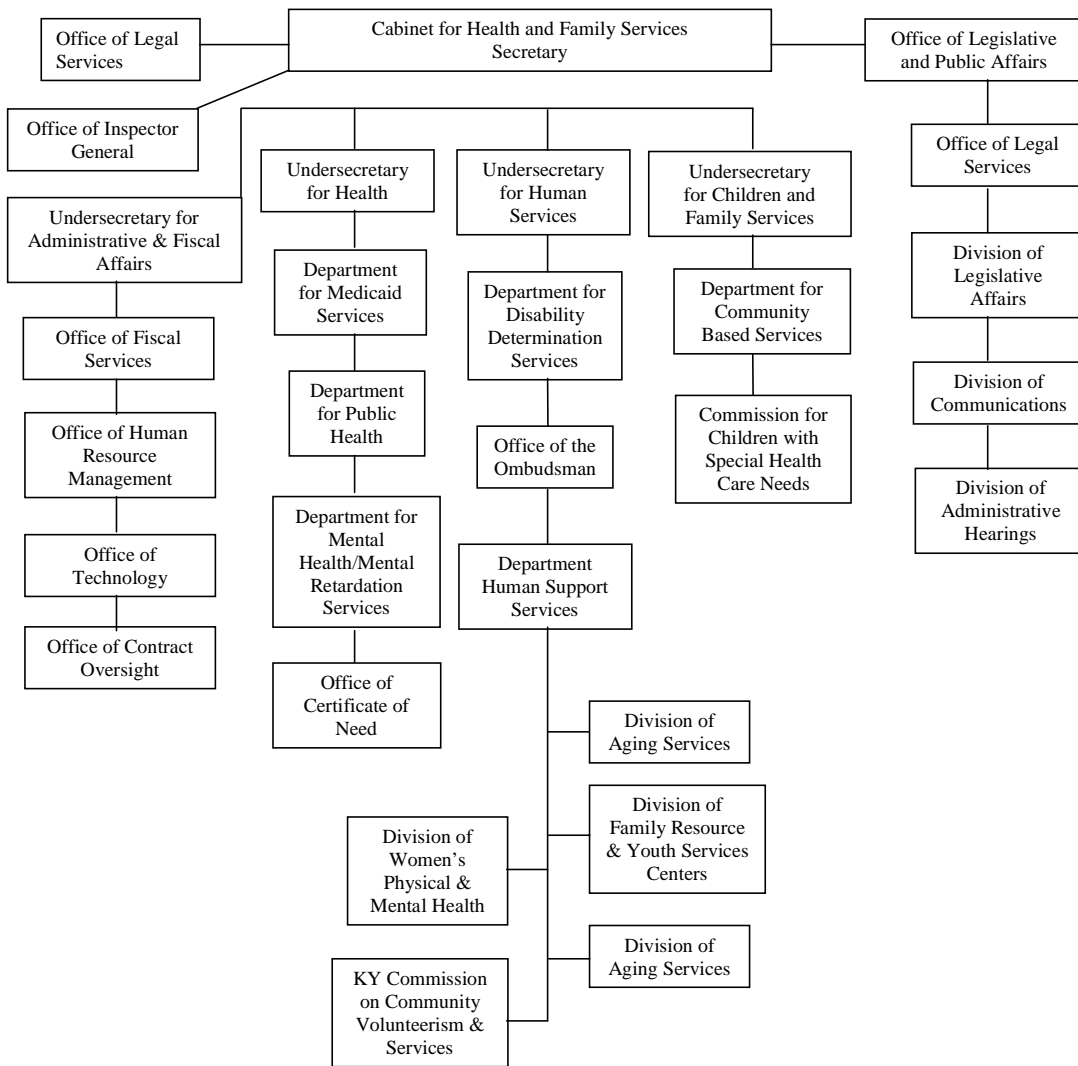 Cabinet for Health and Family Services
Secretary
Office of Legal
Services
Office of Legislative
and Public Affairs
Office of Inspector
General
Undersecretary for
Administrative & Fiscal
Affairs
Office of Fiscal
Services
Office of Human
Resource
Management
Office of
Technology
Office of Contract
Oversight
Undersecretary
for Health
Department
for Medicaid
Services
Department
for Public
Health
Department for
Mental
Health/Mental
Retardation
Services
Office of
Certificate of
Need
Undersecretary
for Human
Services
Department for
Disability
Determination
Services
Office of the
Ombudsman
Department
Human Support
Services
Division of
Aging Services
Division of
Family Resource
& Youth Services
Centers
Division of
Women’s
Physical &
Mental Health
Division of
Aging Services
KY Commission
on Community
Volunteerism &
Services
Undersecretary
for Children and
Family Services
Department for
Community
Based Services
Commission for
Children with
Special Health
Care Needs
Office of Legal
Services
Division of
Legislative
Affairs
Division of
Communications
Division of
Administrative
Hearings